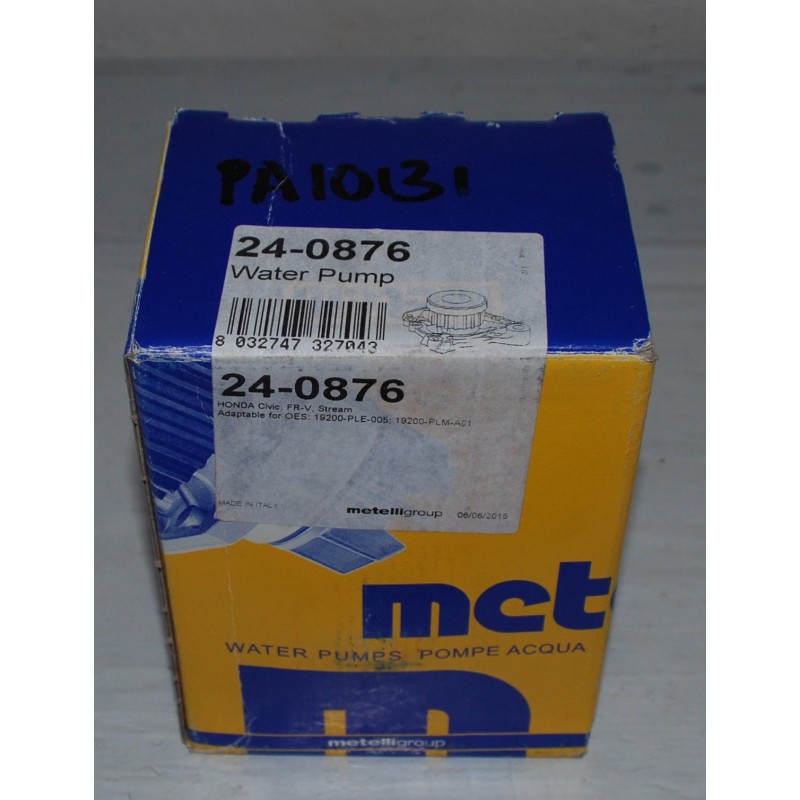 PA10131
24-0876
Water Pump
8 032747 327043
24-0876
HONDA Civic, FR-V, Stream
Adaptable for OES: 19200-PLE-005; 19200-PLM-A01
MADE IN ITALY
metelligroup 06/06/2015
met
WATER PUMPS POMPE ACQUA
metelligroup